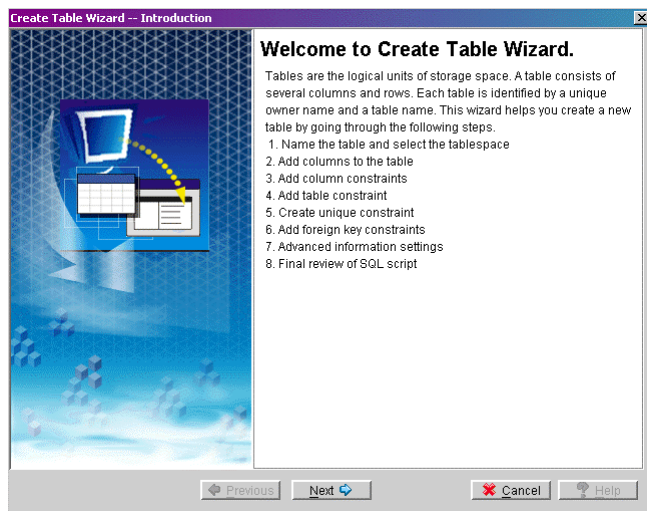 Create Table Wizard -- Introduction
Welcome to Create Table Wizard.
Tables are the logical units of storage space. A table consists of
several columns and rows. Each table is identified by a unique
owner name and a table name. This wizard helps you create a new
table by going through the following steps.
1. Name the table and select the tablespace
2. Add columns to the table
3. Add column constraints
4. Add table constraint
5. Create unique constraint
6. Add foreign key constraints
7. Advanced information settings
8. Final review of SQL script
Previous Next Cancel Help